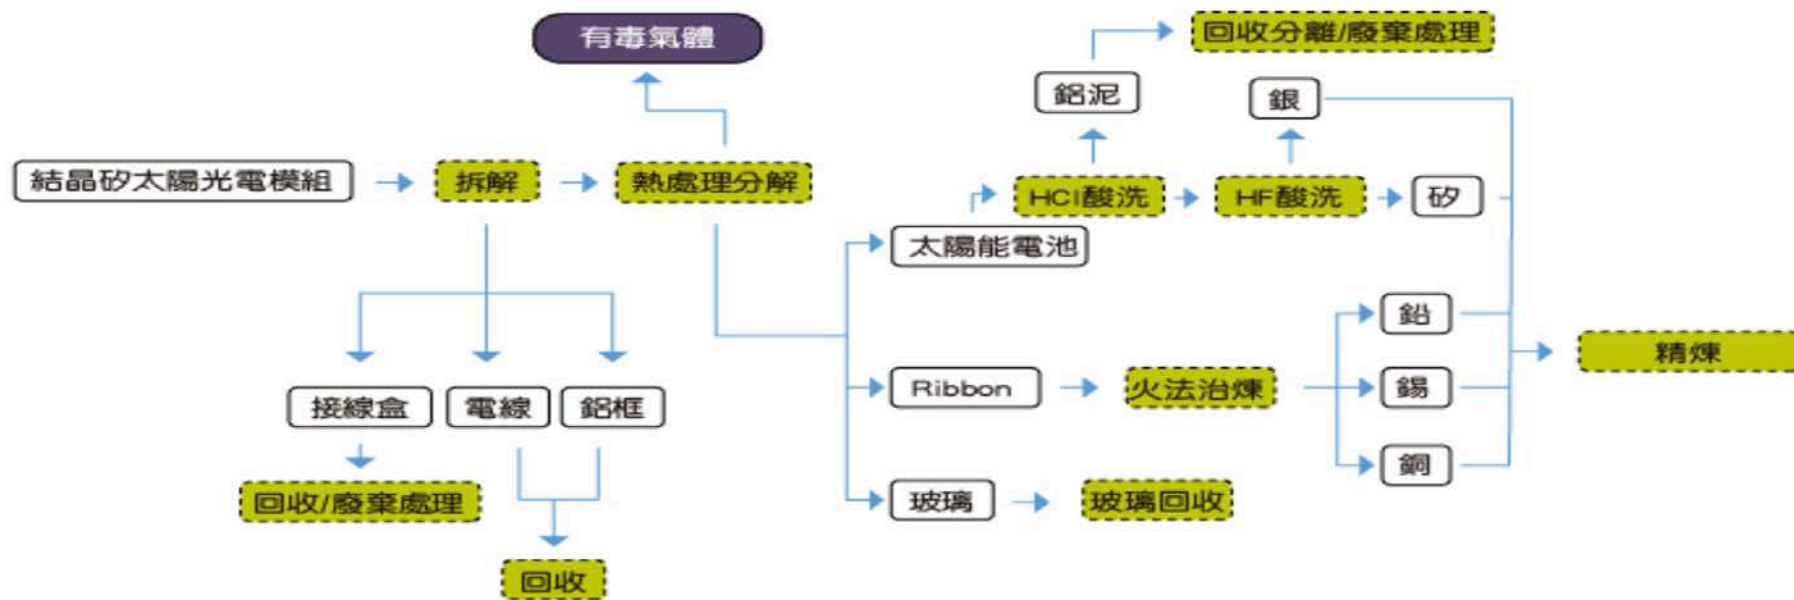 有毒氣體
回收分離/廢棄處理
鋁泥
銀
結晶矽太陽光電模組
拆解
熱處理分解
HCl酸洗
HF酸洗
矽
太陽能電池
鉛
精煉
接線盒
電線
鋁框
Ribbon
火法冶煉
錫
銅
回收/廢棄處理
玻璃
玻璃回收
回收